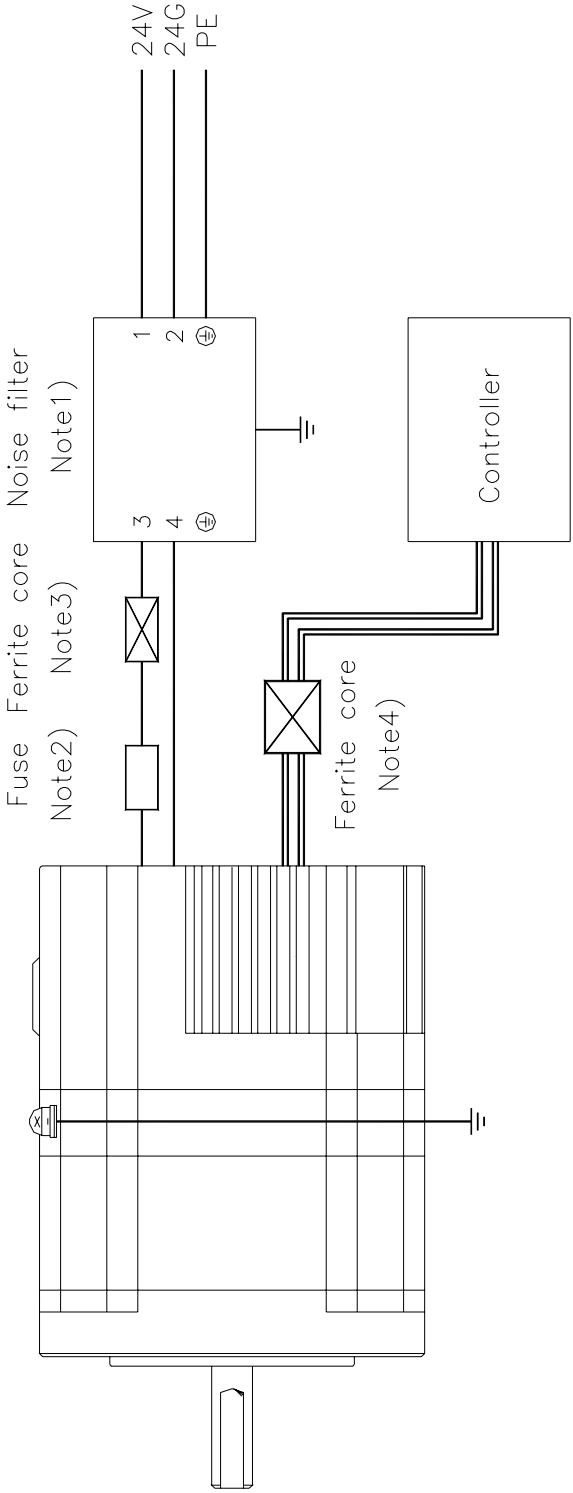 Fuse
Note2)
Ferrite core
Note3)
Noise filter
Note1)
24V
24G
PE
3
4
1
2
Ferrite core
Note4)
Controller